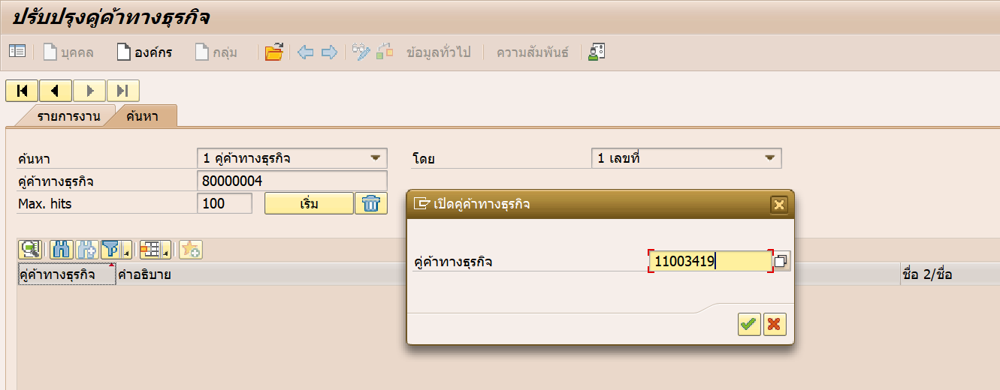 ปรับปรุงคู่ค้าทางธุรกิจ
บุคคล องค์กร กลุ่ม ข้อมูลทั่วไป ความสัมพันธ์
รายการงาน ค้นหา
ค้นหา 1 คู่ค้าทางธุรกิจ โดย 1 เลขที่
คู่ค้าทางธุรกิจ 80000004
Max. hits 100 เริ่ม
เปิดคู่ค้าทางธุรกิจ
คู่ค้าทางธุรกิจ 11003419
คู่ค้าทางธุรกิจ คำอธิบาย ชื่อ 2/ชื่อ